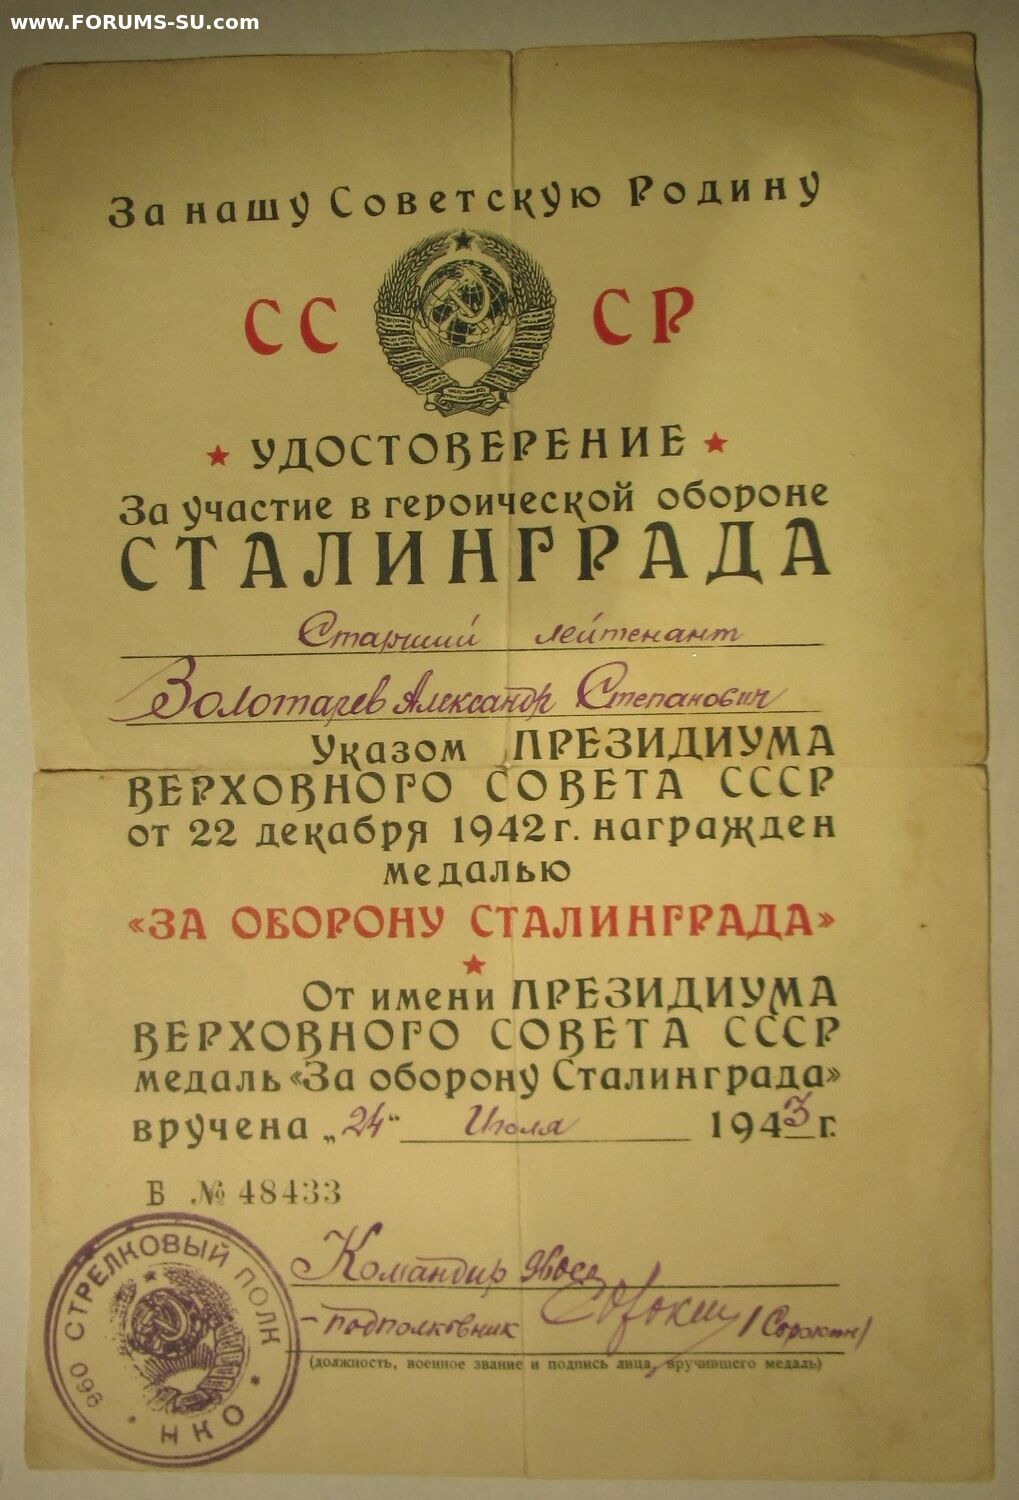 www.FORUMS-SU.com
За нашу Советскую Родину
СС СР
УДОСТОВЕРЕНИЕ
За участие в героической обороне
СТАЛИНГРАДА
Старший лейтенант
Золотарев Александр Степанович
Указом ПРЕЗИДИУМА
ВЕРХОВНОГО СОВЕТА СССР
от 22 декабря 1942 г. награжден
медалью
«ЗА ОБОРОНУ СТАЛИНГРАДА»
От имени ПРЕЗИДИУМА
ВЕРХОВНОГО СОВЕТА СССР
медаль «За оборону Сталинграда»
вручена „24" Июля 1943 г.
Б № 48433
Командир
- подполковник /Сорокин/
(должность, военное звание и подпись лица, вручившего медаль)
960 СТРЕЛКОВЫЙ ПОЛК
НКО